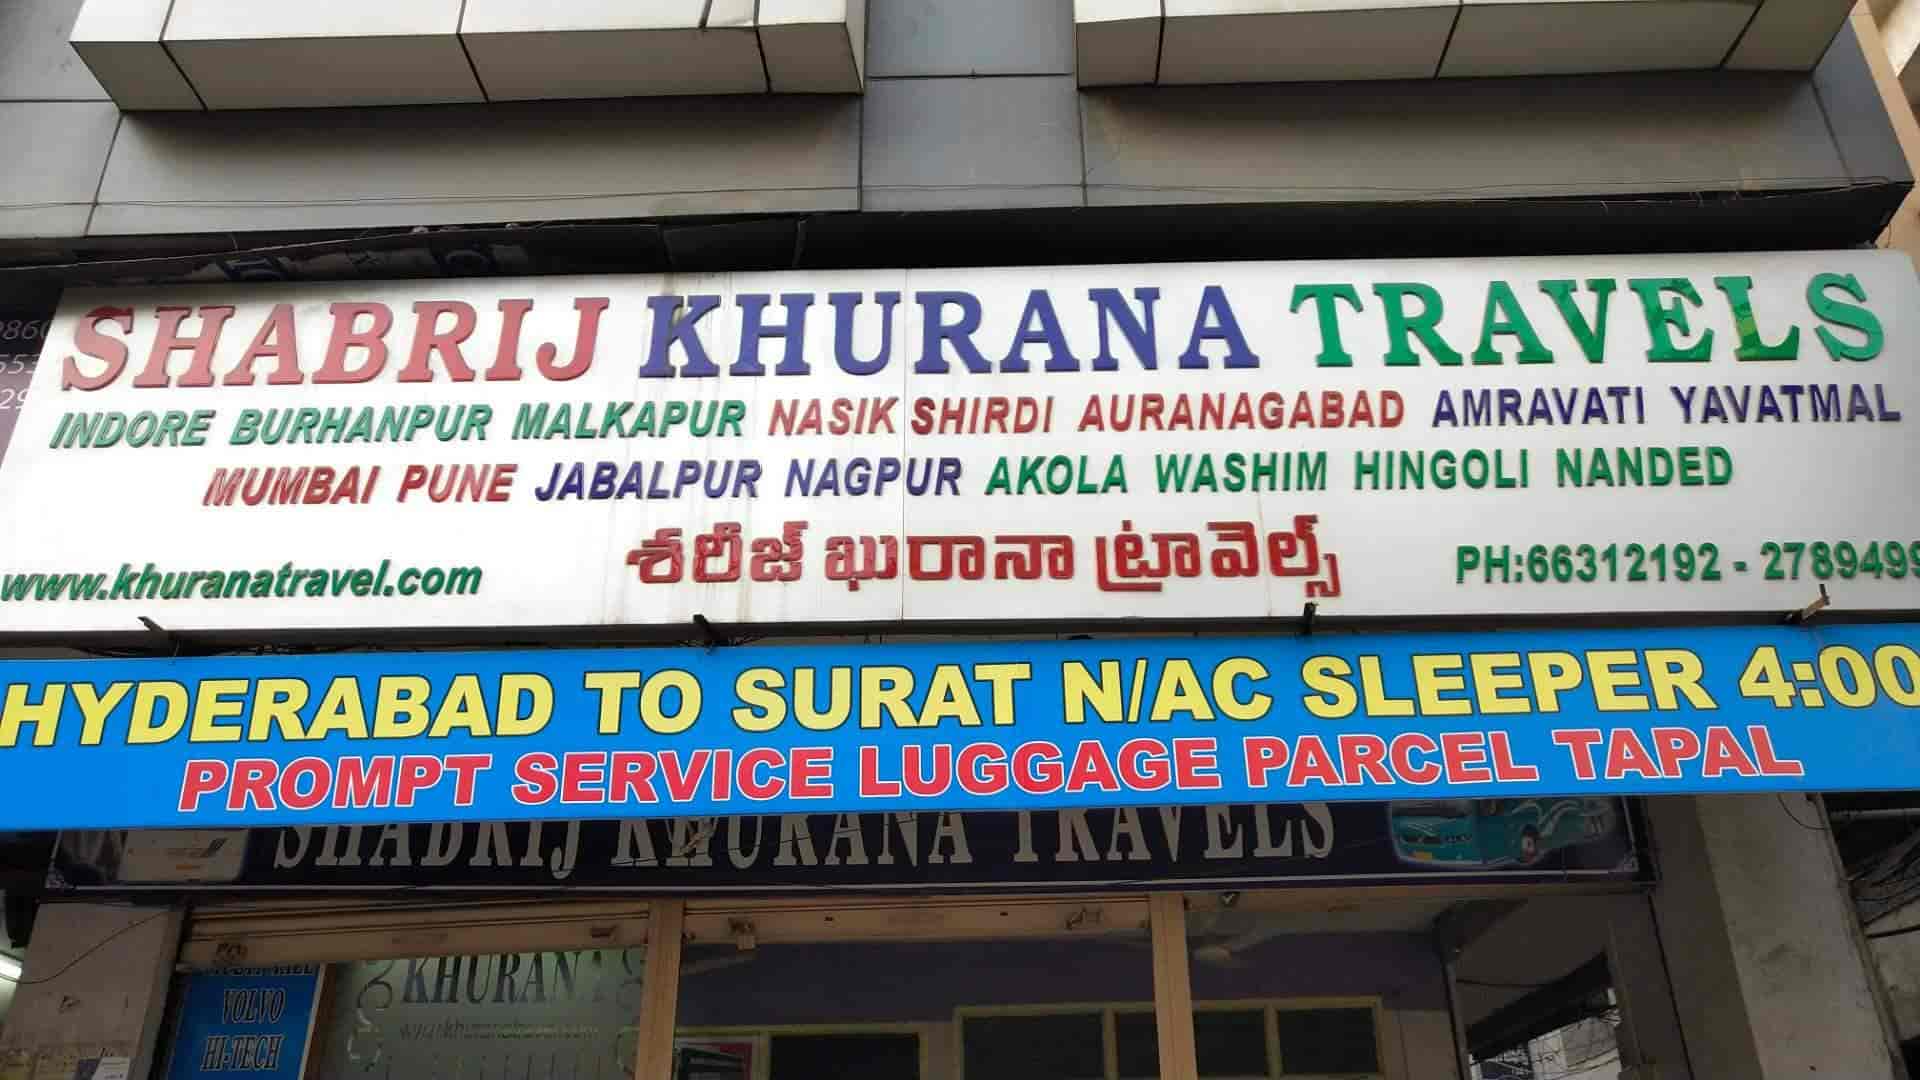 SHABRIJ KHURANA TRAVELS
INDORE BURHANPUR MALKAPUR NASIK SHIRDI AURANAGABAD AMRAVATI YAVATMAL
MUMBAI PUNE JABALPUR NAGPUR AKOLA WASHIM HINGOLI NANDED
శరీజ్ ఖురానా ట్రావెల్స్
www.khuranatravel.com
PH:66312192 - 2789499
HYDERABAD TO SURAT N/AC SLEEPER 4:00
PROMPT SERVICE LUGGAGE PARCEL TAPAL
SHABRIJ KHURANA TRAVELS
KHURANA
VOLVO
HI-TECH